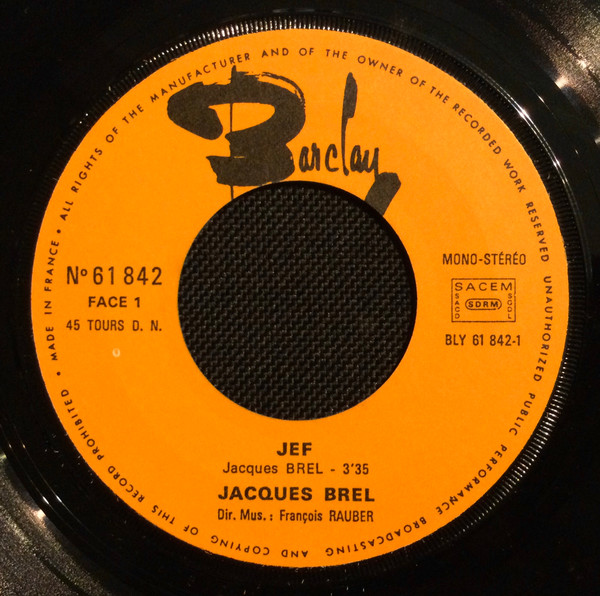 • MADE IN FRANCE • ALL RIGHTS OF THE MANUFACTURER AND OF THE OWNER OF THE RECORDED WORK RESERVED UNAUTHORIZED PUBLIC PERFORMANCE BROADCASTING AND COPYING OF THIS RECORD PROHIBITED
Barclay
Nº 61 842
FACE 1
45 TOURS D. N.
MONO-STÉRÉO
SACEM
SACD SDRM SGDL
BLY 61 842-1
JEF
Jacques BREL - 3'35
JACQUES BREL
Dir. Mus. : François RAUBER